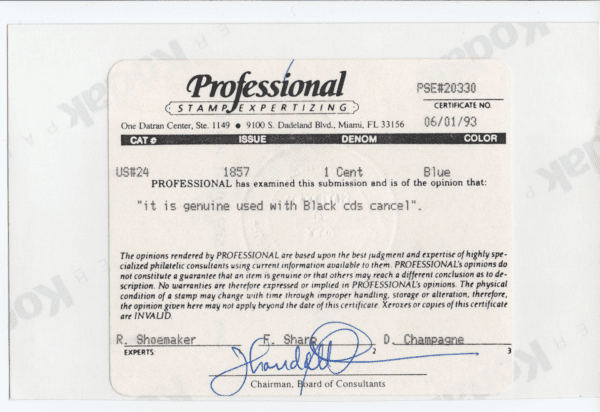 Professional
STAMP EXPERTIZING
PSE#20330
CERTIFICATE NO.
One Datran Center, Ste. 1149 ● 9100 S. Dadeland Blvd., Miami, FL 33156
06/01/93
CAT # ISSUE DENOM COLOR
US#24 1857 1 Cent Blue
PROFESSIONAL has examined this submission and is of the opinion that:
"it is genuine used with Black cds cancel".
The opinions rendered by PROFESSIONAL are based upon the best judgment and expertise of highly spe-
cialized philatelic consultants using current information available to them. PROFESSIONAL'S opinions do
not constitute a guarantee that an item is genuine or that others may reach a different conclusion as to de-
scription. No warranties are therefore expressed or implied in PROFESSIONAL'S opinions. The physical
condition of a stamp may change with time through improper handling, storage or alteration, therefore,
the opinion given here may not apply beyond the date of this certificate. Xeroxes or copies of this certificate
are INVALID.
R. Shoemaker F. Sharp D. Champagne
EXPERTS: 2 3
Chairman, Board of Consultants
Kodak
Kodak
Kodak
Kodak